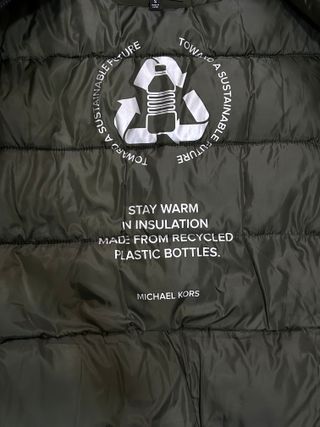 TOWARD A SUSTAINABLE FUTURE
TOWARD A SUSTAINABLE FUTURE
STAY WARM
IN INSULATION
MADE FROM RECYCLED
PLASTIC BOTTLES.
MICHAEL KORS